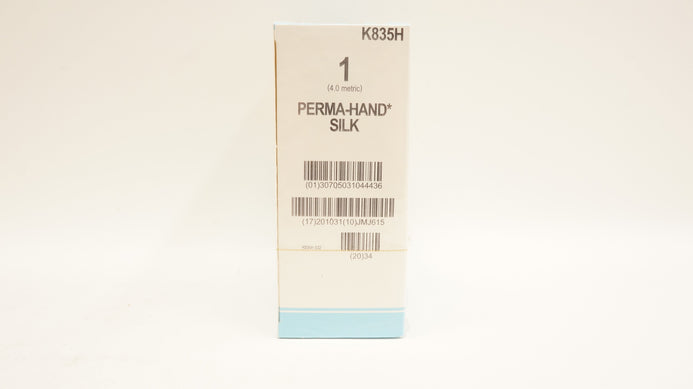 K835H
1
(4.0 metric)
PERMA-HAND*
SILK
(01)30705031044436
(17)201031(10)JMJ615
(20)34